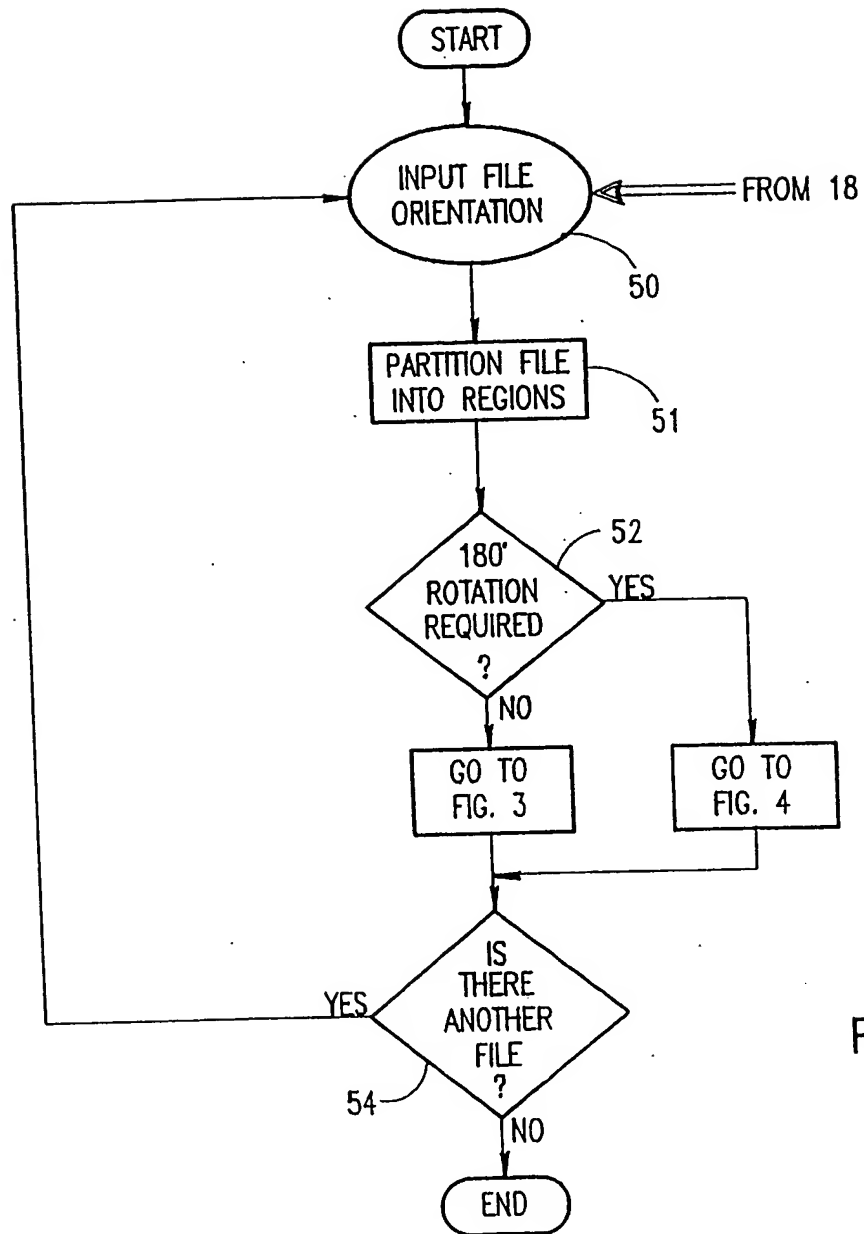 START
INPUT FILE
ORIENTATION
FROM 18
50
PARTITION FILE
INTO REGIONS
51
52
180°
ROTATION
REQUIRED
?
YES
NO
GO TO
FIG. 3
GO TO
FIG. 4
IS
THERE
ANOTHER
FILE
?
YES
54
NO
END